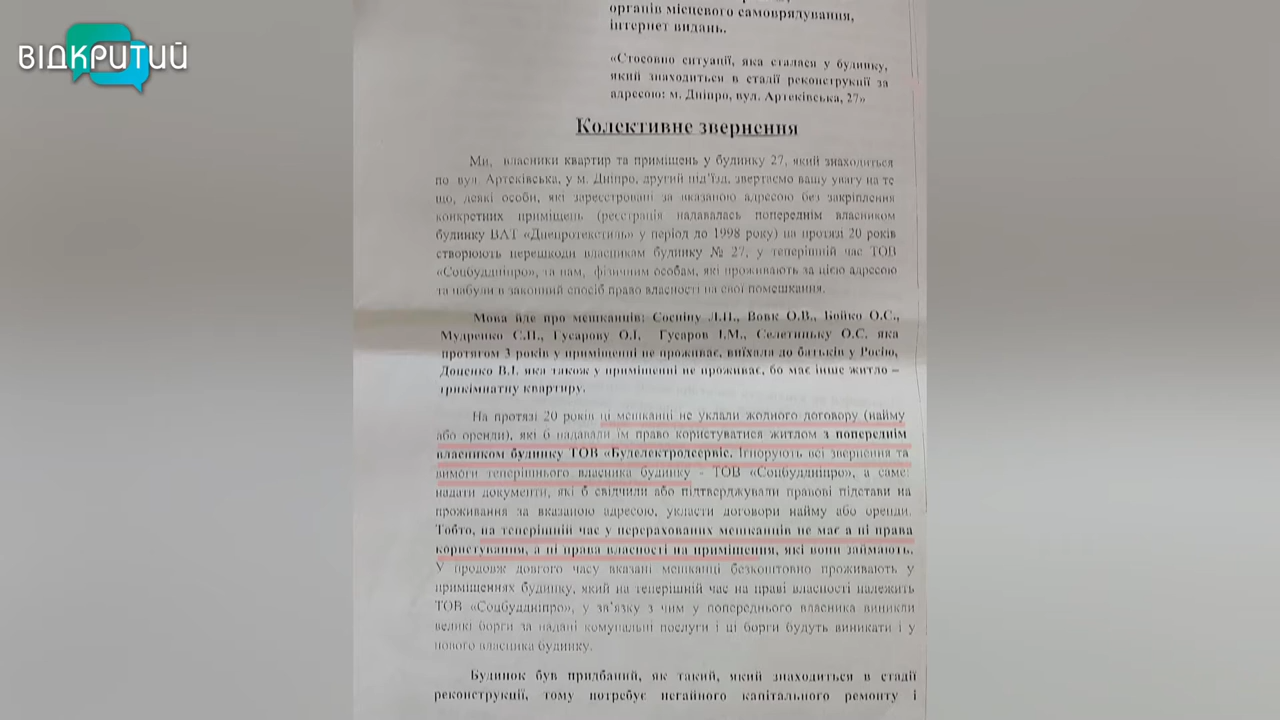 ВІДКРИТИЙ
органів місцевого самоврядування,
інтернет видань..
«Стосовно ситуації, яка сталася у будинку,
який знаходиться в стадії реконструкції за
адресою: м. Дніпро, вул. Артеківська, 27»
Колективне звернення
Ми, власники квартир та приміщень у будинку 27, який знаходиться
по вул. Артеківська, у м. Дніпро, другий під’їзд, звертаємо вашу увагу на те
що, деякі особи, які зареєстровані за вказаною адресою без закріплення
конкретних приміщень (реєстрація надавалась попереднім власником
будинку ВАТ «Днепротекстиль» у період до 1998 року) на протязі 20 років
створюють перешкоди власникам будинку № 27, у теперішній час ТОВ
«Соцбуддніпро», та нам, фізичним особам, які проживають за цією адресою
та набули в законний спосіб право власності на свої помешкання.
Мова йде про мешканців: Сосніну Л.П., Вовк О.В., Бойко О.С.,
Мудренко С.П., Гусарову О.І, Гусаров І.М., Селетиньку О.С. яка
протягом 3 років у приміщенні не проживає, виїхала до батьків у Росію,
Доценко В.І. яка також у приміщенні не проживає, бо має інше житло –
трикімнатну квартиру.
На протязі 20 років ці мешканці не уклали жодного договору (найму
або оренди), які б надавали їм право користуватися житлом з попереднім
власником будинку ТОВ «Буделектродсервіс. Ігнорують всі звернення та
вимоги теперішнього власника будинку - ТОВ «Соцбуддніпро», а саме:
надати документи, які б свідчили або підтверджували правові підстави на
проживання за вказаною адресою, укласти договори найму або оренди.
Тобто, на теперішній час у перерахованих мешканців не має а ні права
користування, а ні права власності на приміщення, які вони займають.
У продовж довгого часу вказані мешканці безкоштовно проживають у
приміщеннях будинку, який на теперішній час на праві власності належить
ТОВ «Соцбуддніпро», у зв’язку з чим у попереднього власника виникли
великі борги за надані комунальні послуги і ці борги будуть виникати і у
нового власника будинку.
Будинок був придбаний, як такий, який знаходиться в стадії
реконструкції, тому потребує негайного капітального ремонту і